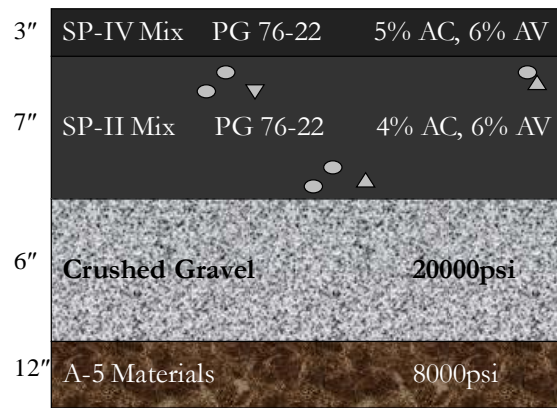 3″ SP-IV Mix PG 76-22 5% AC, 6% AV
7″ SP-II Mix PG 76-22 4% AC, 6% AV
6″ Crushed Gravel 20000psi
12″ A-5 Materials 8000psi